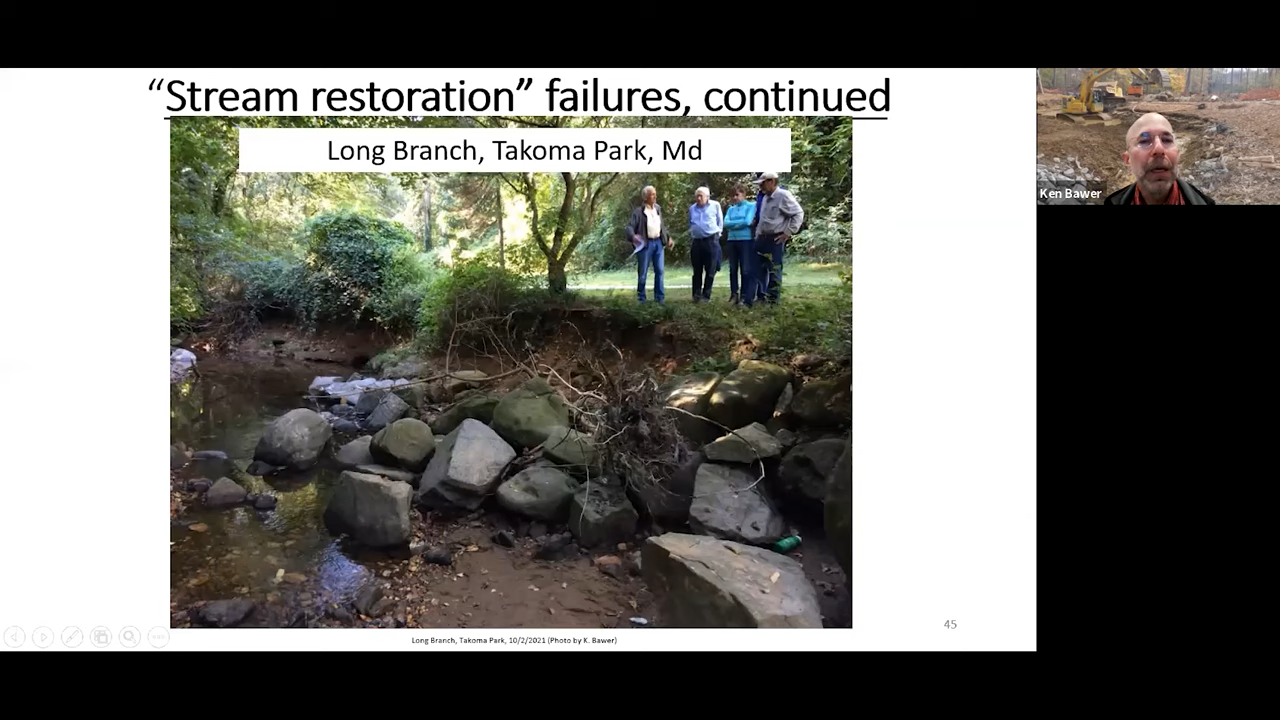 “Stream restoration” failures, continued
Long Branch, Takoma Park, Md
Ken Bawer
45
Long Branch, Takoma Park, 10/2/2021 (Photo by K. Bawer)